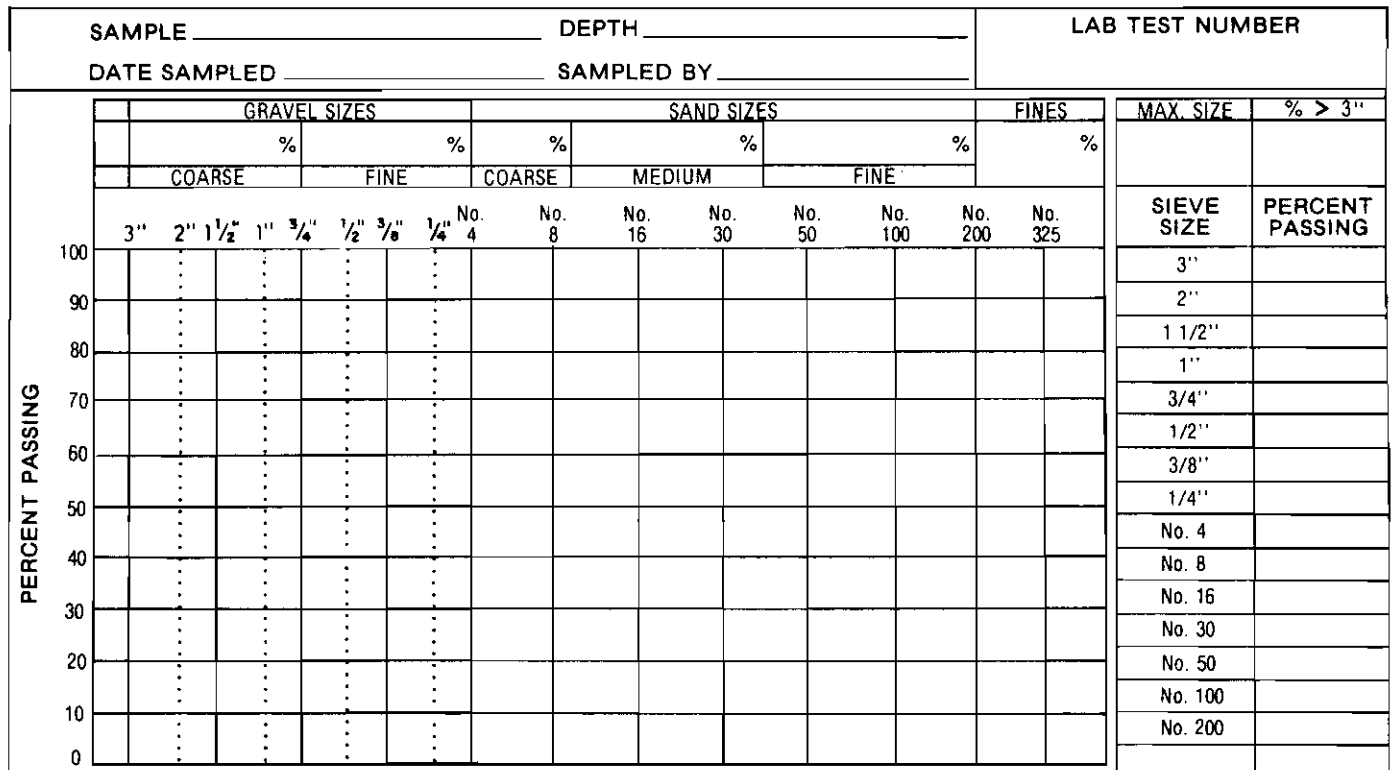 SAMPLE DEPTH LAB TEST NUMBER
DATE SAMPLED SAMPLED BY
GRAVEL SIZES SAND SIZES FINES MAX. SIZE % > 3"
% % % % % %
COARSE FINE COARSE MEDIUM FINE
3" 2" 1 1/2" 1" 3/4" 1/2" 3/8" 1/4" No. 4 No. 8 No. 16 No. 30 No. 50 No. 100 No. 200 No. 325
SIEVE SIZE PERCENT PASSING
PERCENT PASSING
100
90
80
70
60
50
40
30
20
10
0
3"
2"
1 1/2"
1"
3/4"
1/2"
3/8"
1/4"
No. 4
No. 8
No. 16
No. 30
No. 50
No. 100
No. 200